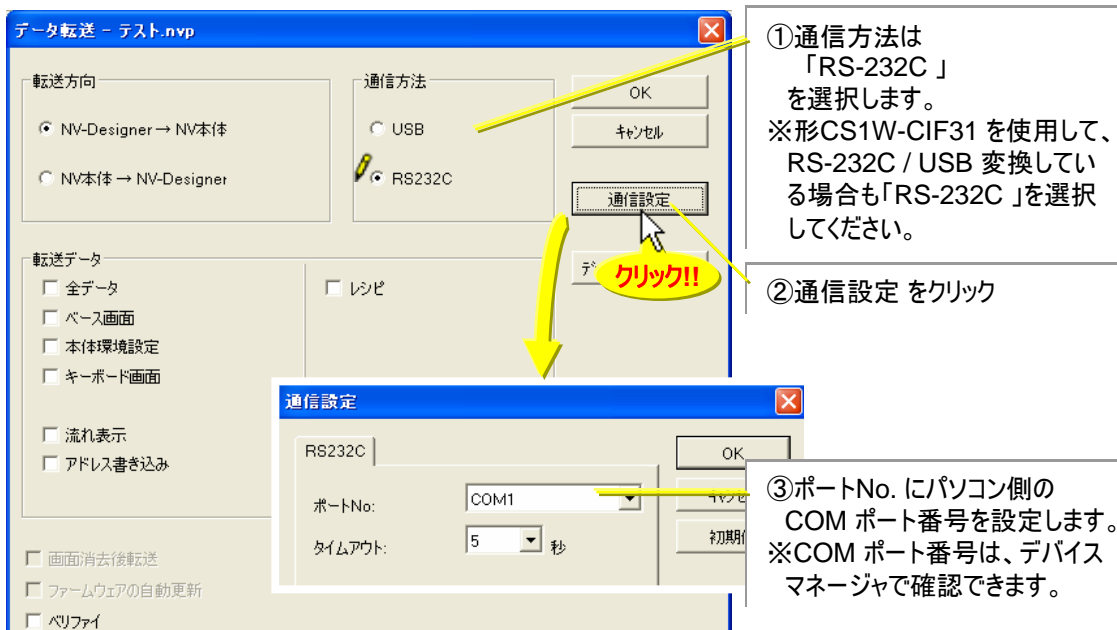 データ転送 - テスト.nvp
転送方向
NV-Designer → NV本体
NV本体 → NV-Designer
通信方法
USB
RS232C
OK
キャンセル
通信設定
クリック!!
転送データ
全データ
ベース画面
本体環境設定
キーボード画面
流れ表示
アドレス書き込み
レシピ
画面消去後転送
ファームウェアの自動更新
ベリファイ
通信設定
RS232C
ポートNo:
COM1
タイムアウト:
5
秒
OK
①通信方法は
「RS-232C 」
を選択します。
※形CS1W-CIF31 を使用して、
RS-232C / USB 変換してい
る場合も「RS-232C 」を選択
してください。
②通信設定 をクリック
③ポートNo. にパソコン側の
COM ポート番号を設定します。
※COM ポート番号は、デバイス
マネージャで確認できます。